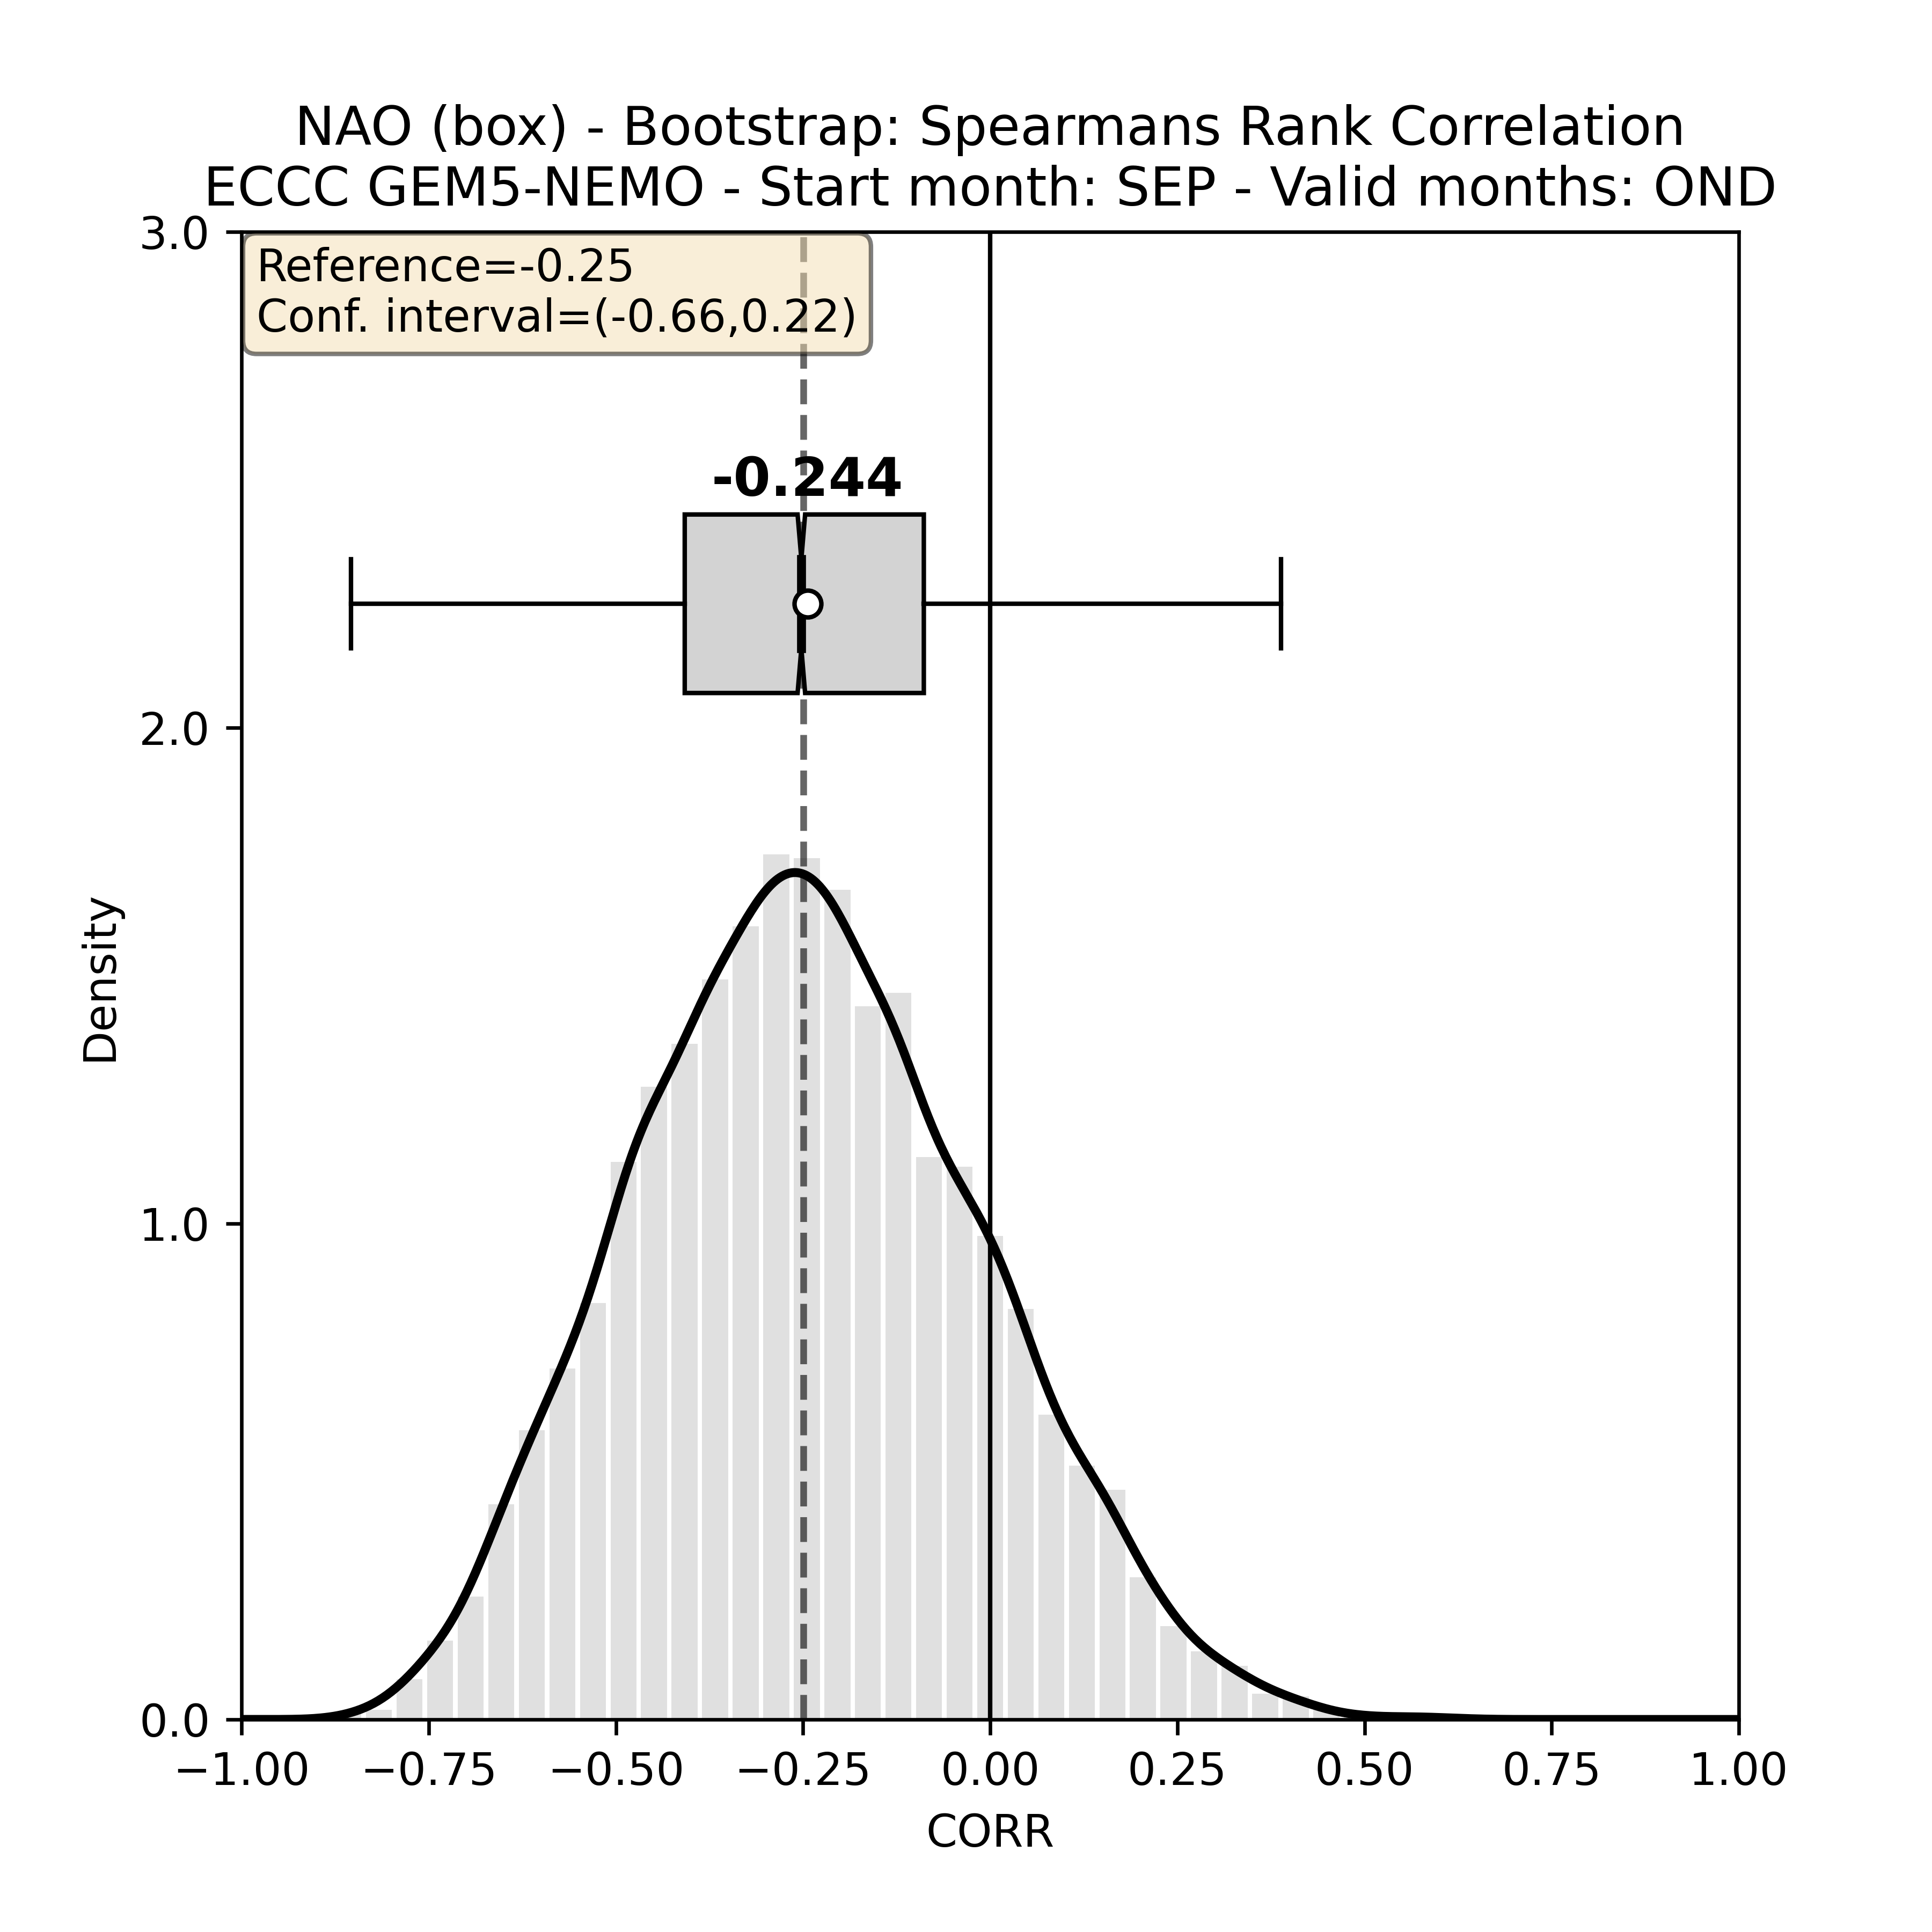 NAO (box) - Bootstrap: Spearmans Rank Correlation
ECCC GEM5-NEMO - Start month: SEP - Valid months: OND
Reference=-0.25
Conf. interval=(-0.66,0.22)
-0.244
3.0
2.0
1.0
0.0
Density
−1.00 −0.75 −0.50 −0.25 0.00 0.25 0.50 0.75 1.00
CORR